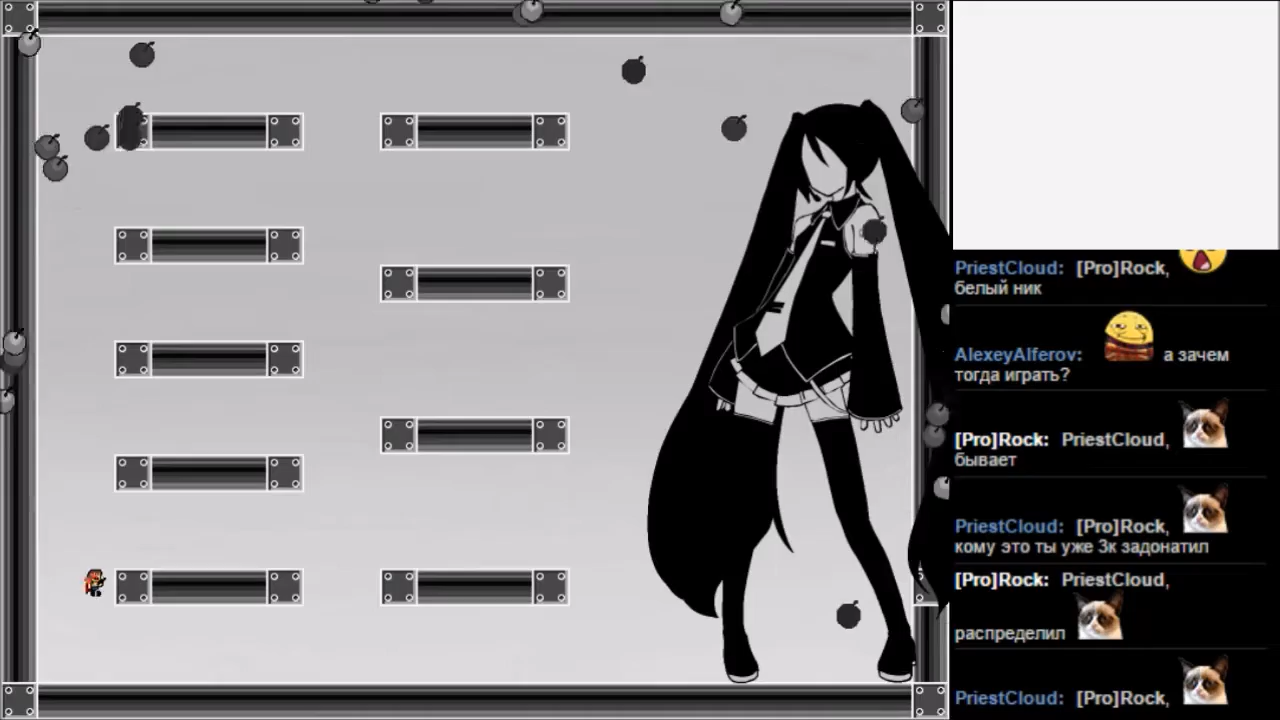 PriestCloud: [Pro]Rock,
белый ник
AlexeyAlferov: а зачем
тогда играть?
[Pro]Rock: PriestCloud,
бывает
PriestCloud: [Pro]Rock,
кому это ты уже 3к задонатил
[Pro]Rock: PriestCloud,
распределил
PriestCloud: [Pro]Rock,